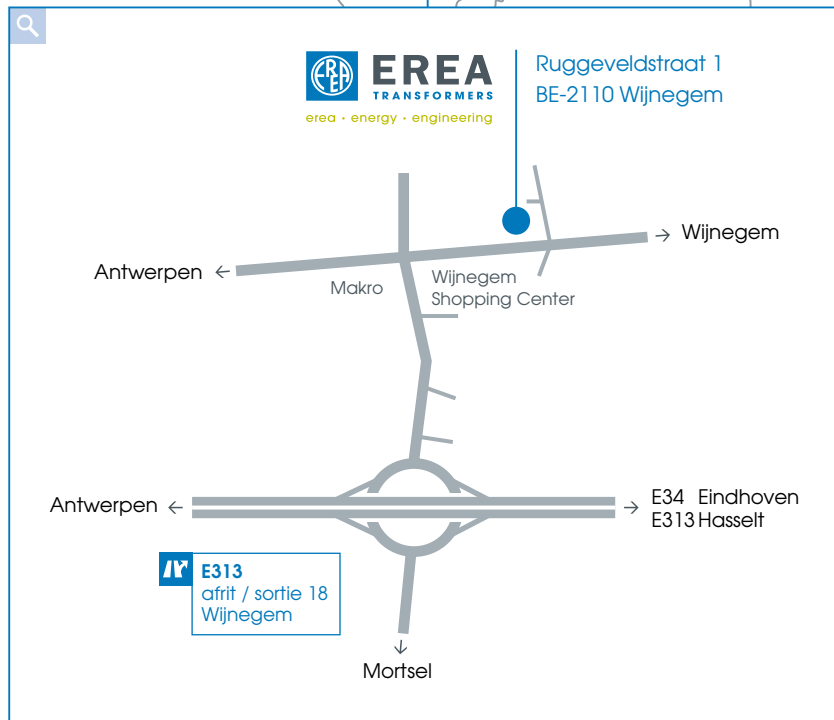 EREA
EREA
TRANSFORMERS
erea · energy · engineering
Ruggeveldstraat 1
BE-2110 Wijnegem
Wijnegem
Antwerpen
Makro
Wijnegem
Shopping Center
Antwerpen
E34 Eindhoven
E313 Hasselt
E313
afrit / sortie 18
Wijnegem
Mortsel